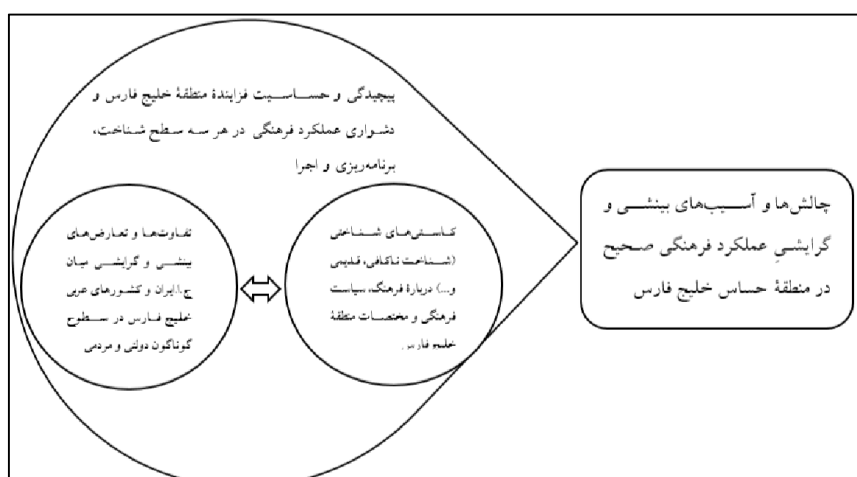 چالش‌ها و آسیب‌های بینشی و
گرایشیِ عملکرد فرهنگی صحیح
در منطقهٔ حساس خلیج فارس
پیچیدگی و حساسیت فزایندهٔ منطقهٔ خلیج فارس و
دشواری عملکرد فرهنگی در هر سه سطح شناخت،
برنامه‌ریزی و اجرا
کاستی‌های شناختی
(شناخت ناکافی، قدیمی
و...) دربارهٔ فرهنگ، سیاست
فرهنگی و مختصات منطقهٔ
خلیج فارس
تفاوت‌ها و تعارض‌های
بینشی و گرایشی میان
ج.ا.ایران و کشورهای عربی
خلیج فارس در سطوح
گوناگون دولتی و مردمی